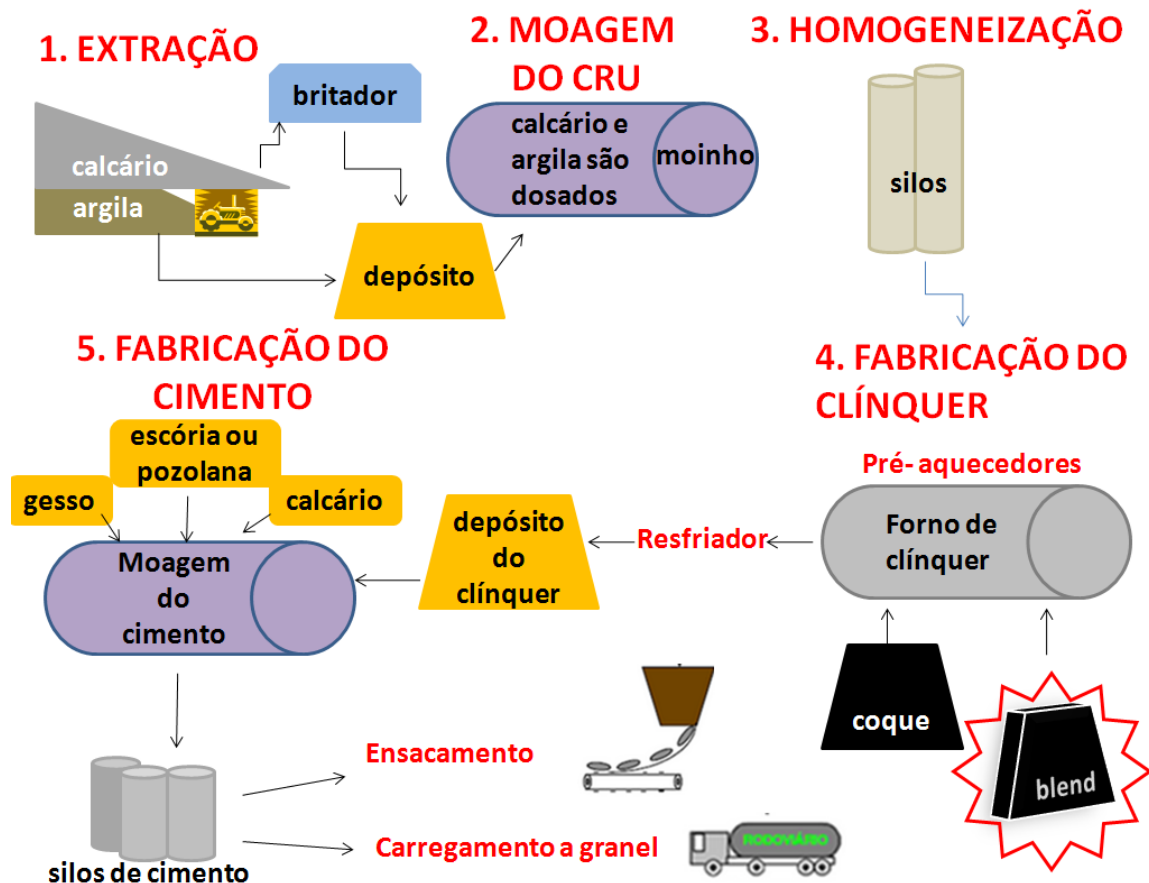 1. EXTRAÇÃO
britador
calcário
argila
depósito
2. MOAGEM
DO CRU
calcário e
argila são
dosados
moinho
3. HOMOGENEIZAÇÃO
silos
4. FABRICAÇÃO DO
CLÍNQUER
Pré- aquecedores
Forno de
clínquer
coque
blend
Resfriador
depósito
do
clínquer
5. FABRICAÇÃO DO
CIMENTO
escória ou
pozolana
gesso
calcário
Moagem
do
cimento
silos de cimento
Ensacamento
Carregamento a granel
RODOVIÁRIO